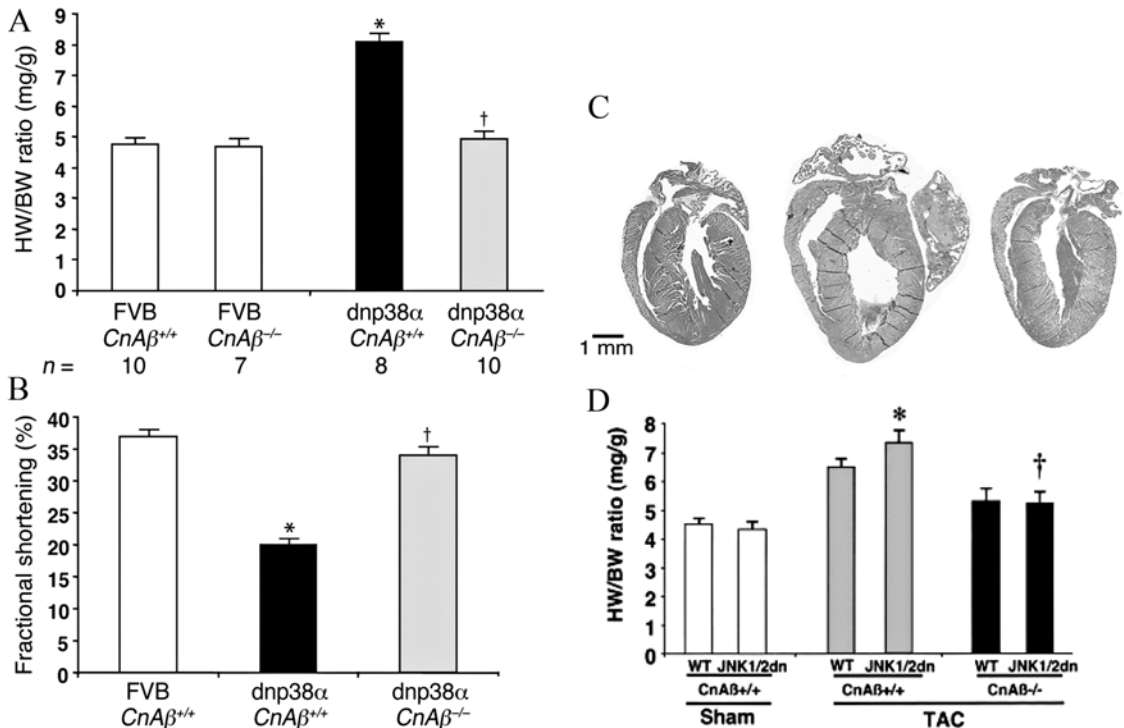 A
HW/BW ratio (mg/g)
9
8
7
6
5
4
3
2
1
0
*
†
FVB FVB dnp38α dnp38α
CnAβ+/+ CnAβ−/− CnAβ+/+ CnAβ−/−
n = 10 7 8 10
B
Fractional shortening (%)
40
35
30
25
20
15
10
5
0
*
†
FVB dnp38α dnp38α
CnAβ+/+ CnAβ+/+ CnAβ−/−
C
1 mm
D
HW/BW ratio (mg/g)
8
7
6
5
4
3
2
1
0
*
†
WT JNK1/2dn WT JNK1/2dn WT JNK1/2dn
CnAß+/+ CnAß+/+ CnAß-/-
Sham TAC